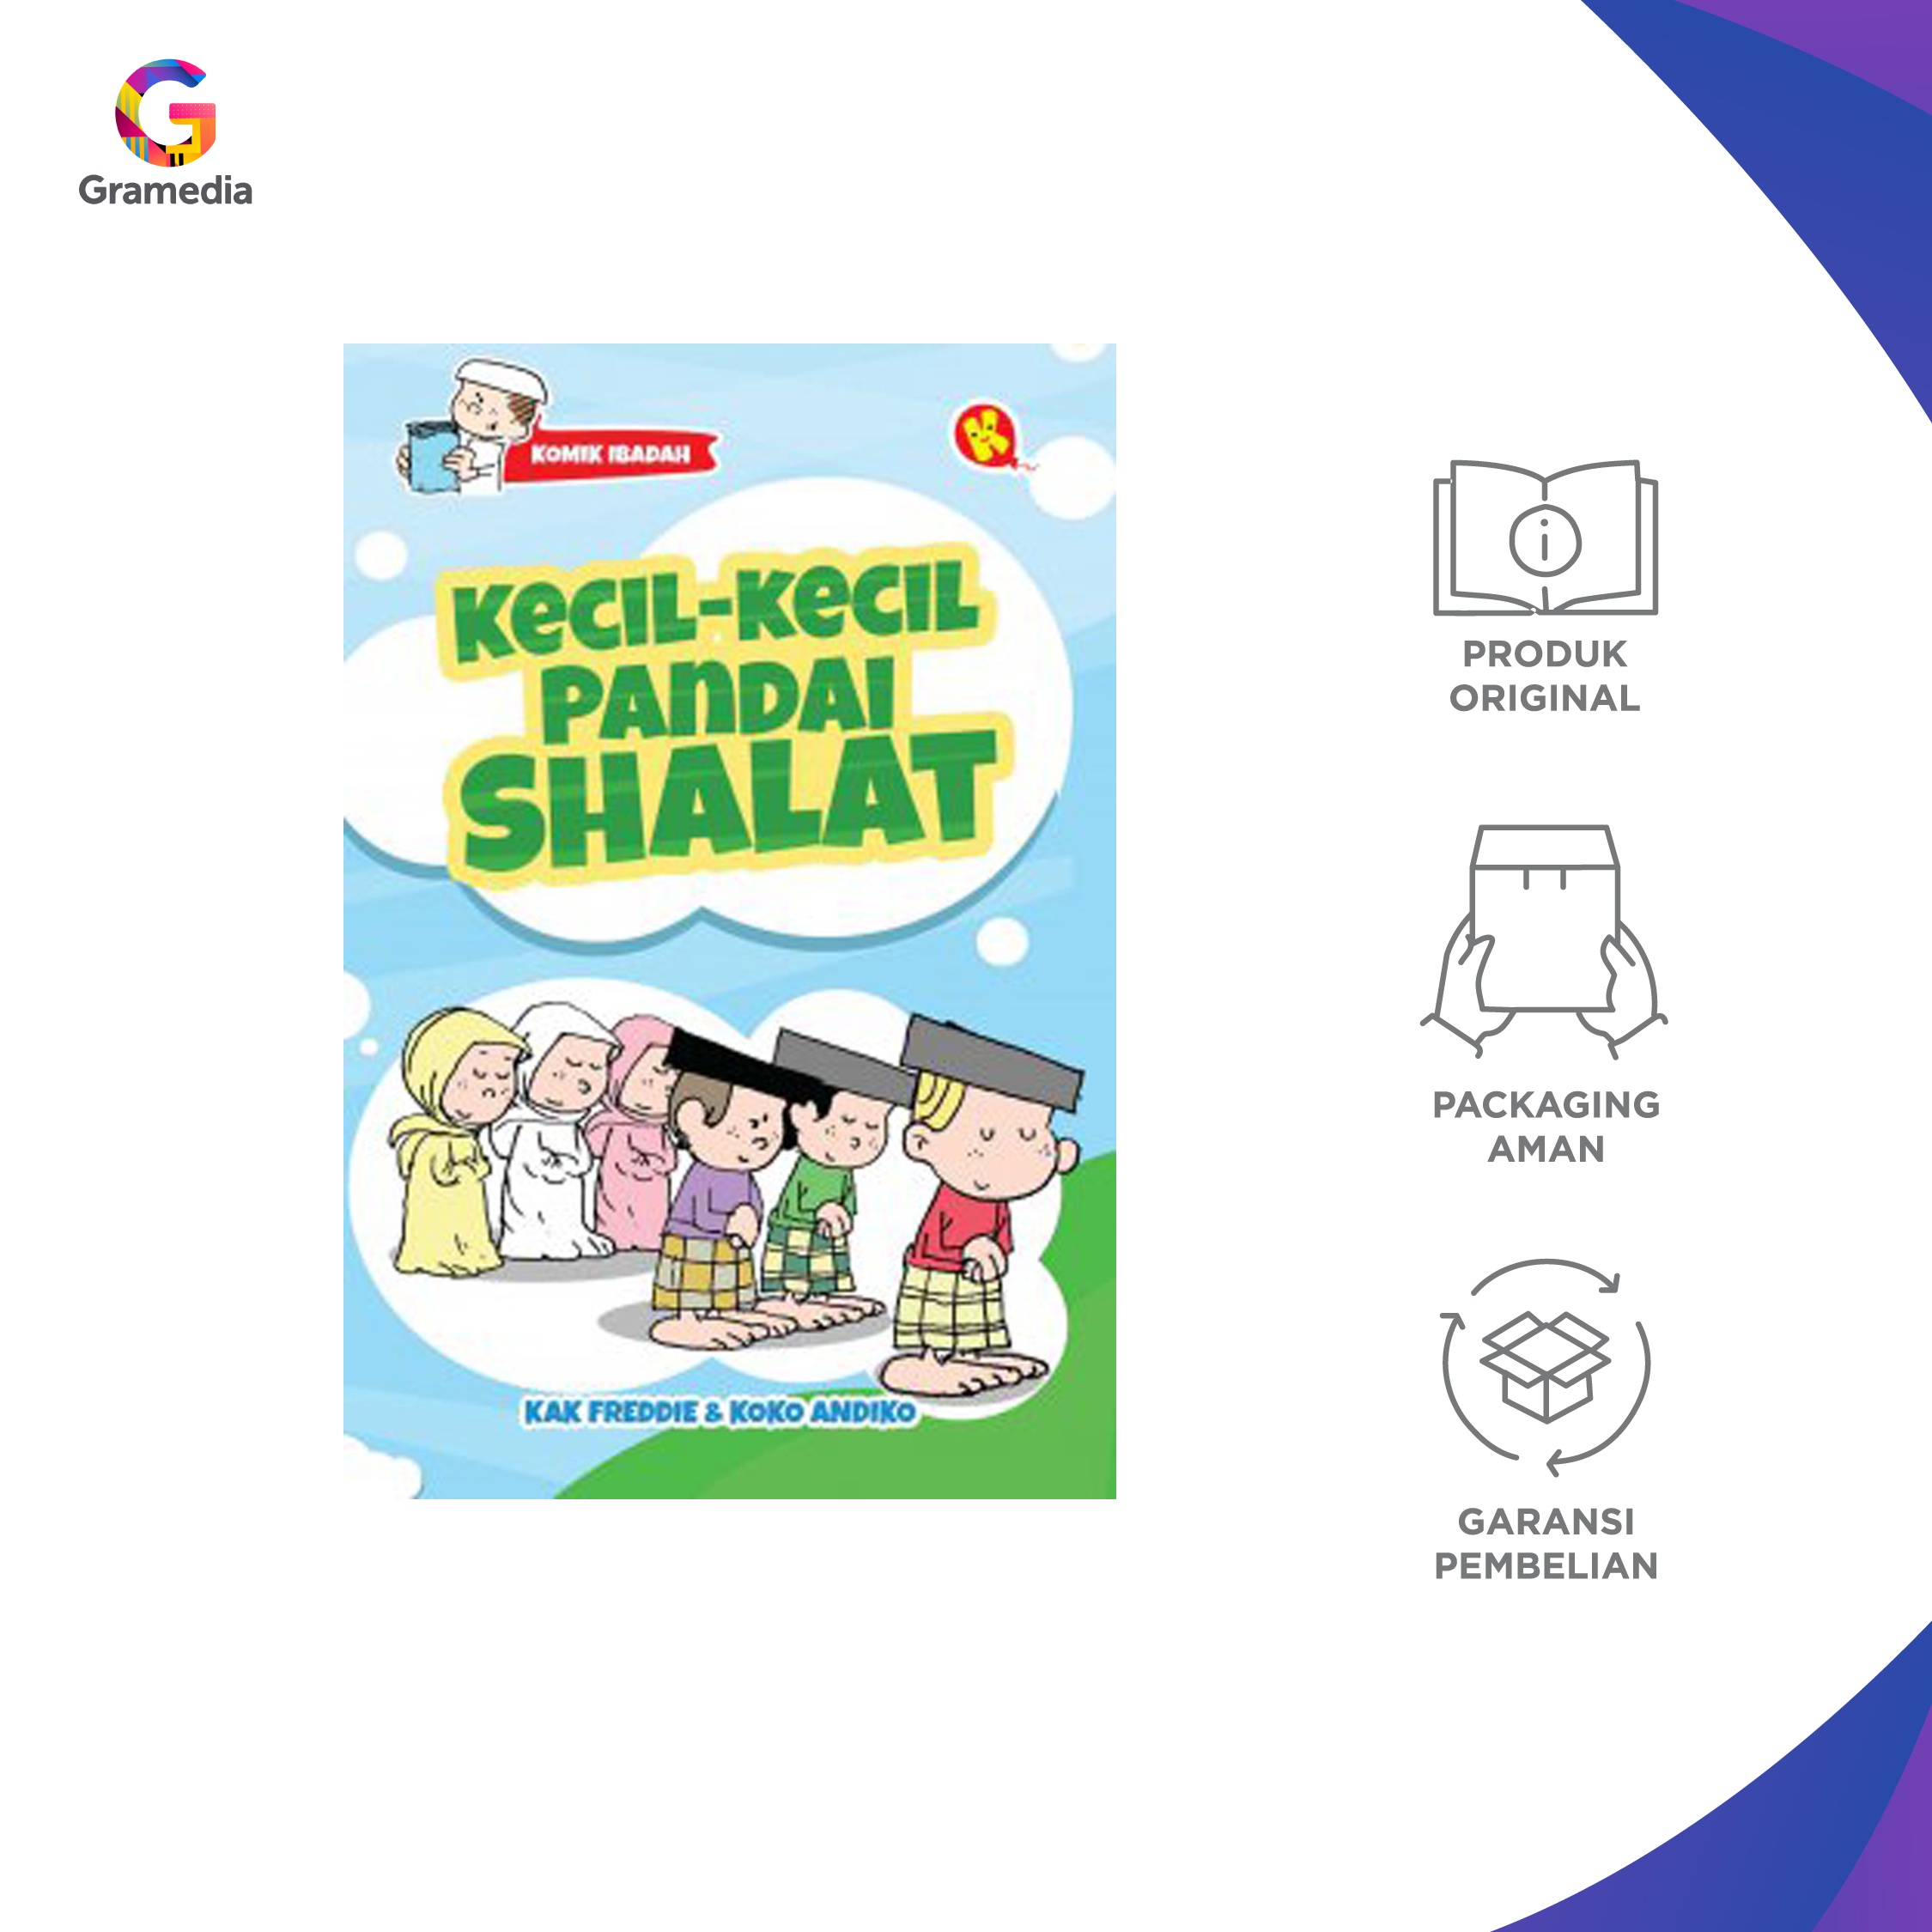 Gramedia
KOMIK IBADAH
K
KeCIL-KeCIL
PAnDAI
SHALAT
KAK FREDDIE & KOKO ANDIKO
PRODUK
ORIGINAL
PACKAGING
AMAN
GARANSI
PEMBELIAN